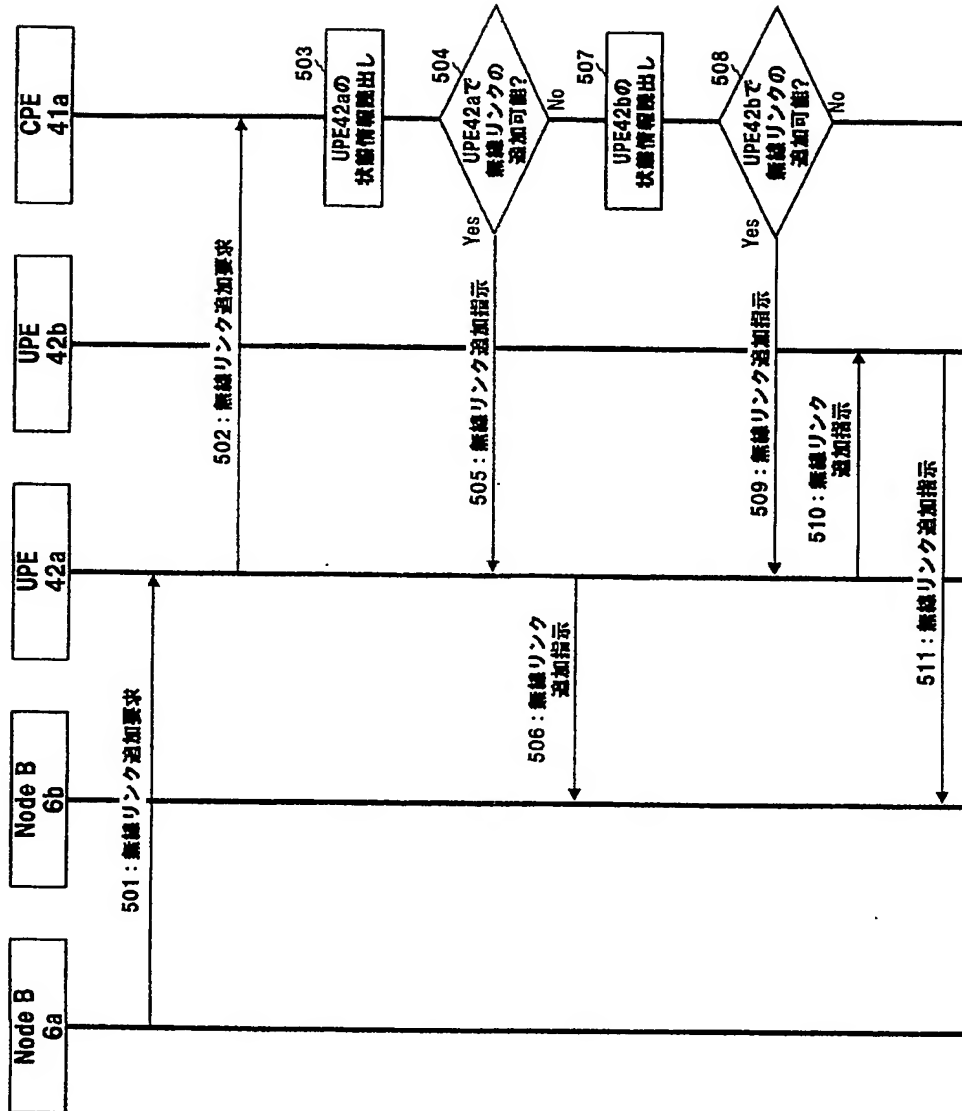 Node B
6a
Node B
6b
UPE
42a
UPE
42b
CPE
41a
501：無線リンク追加要求
502：無線リンク追加要求
503
UPE42aの
状態情報読出し
504
UPE42aで
無線リンクの
追加可能?
Yes
No
505：無線リンク追加指示
506：無線リンク
追加指示
507
UPE42bの
状態情報読出し
508
UPE42bで
無線リンクの
追加可能?
Yes
No
509：無線リンク追加指示
510：無線リンク
追加指示
511：無線リンク追加指示